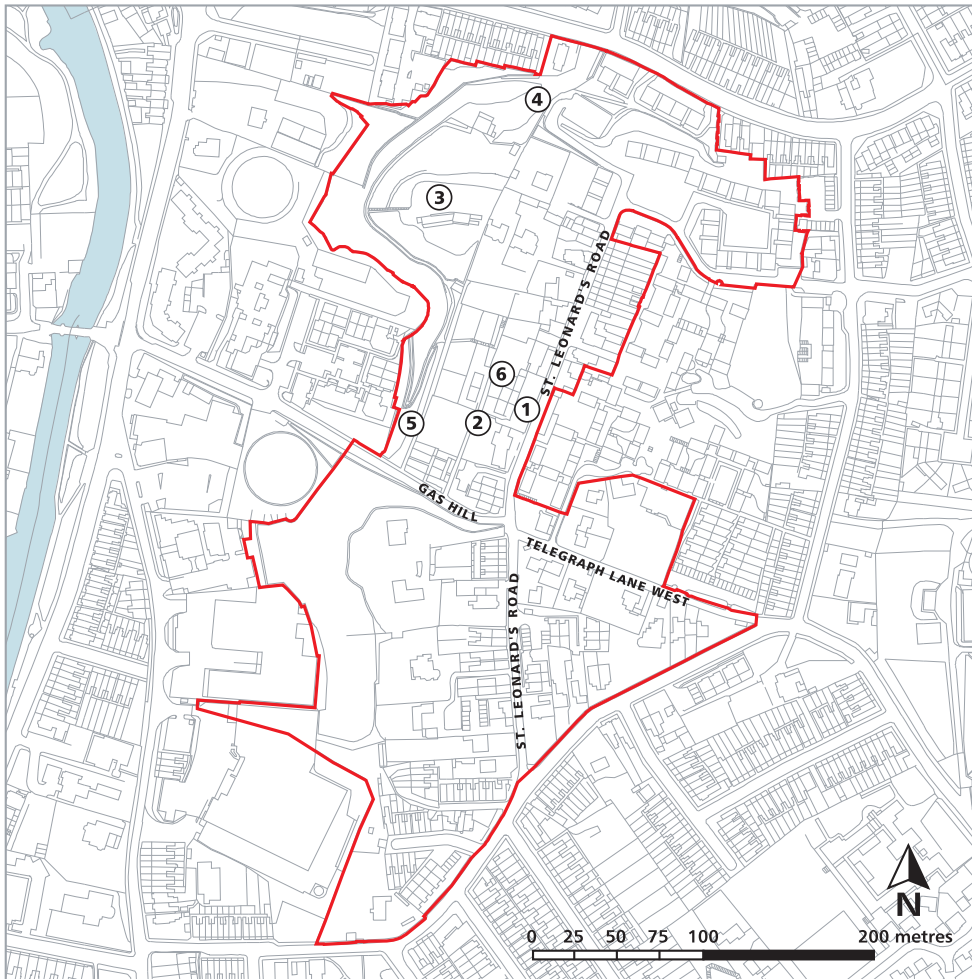 4
3
ST. LEONARD'S ROAD
6
1
5
2
GAS HILL
TELEGRAPH LANE WEST
ST. LEONARD'S ROAD
N
0 25 50 75 100 200 metres